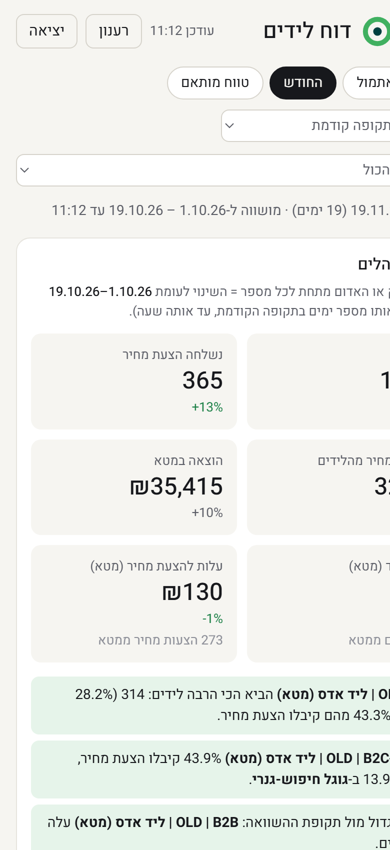 דוח לידים
עודכן 11:12
רענון
יציאה
אתמול
החודש
טווח מותאם
תקופה קודמת
הכול
19.11. (19 ימים) · מושווה ל-1.10.26 – 19.10.26 עד 11:12
או האדום מתחת לכל מספר = השינוי לעומת 1.10.26–19.10.26
מספר ימים בתקופה הקודמת, עד אותה שעה).
נשלחה הצעת מחיר
365
+13%
מחיר מהלידים
הוצאה במטא
₪35,415
+10%
(מטא)
עלות להצעת מחיר (מטא)
₪130
-1%
273 הצעות מחיר ממטא
ממטא
| ליד אדס (מטא) הביא הכי הרבה לידים: 314 (28.2%
43.3% מהם קיבלו הצעת מחיר.
OLD | B2C | ליד אדס (מטא) 43.9% קיבלו הצעת מחיר,
ב-גוגל חיפוש-גנרי.
מול תקופת ההשוואה: OLD | B2B | ליד אדס (מטא) עלה